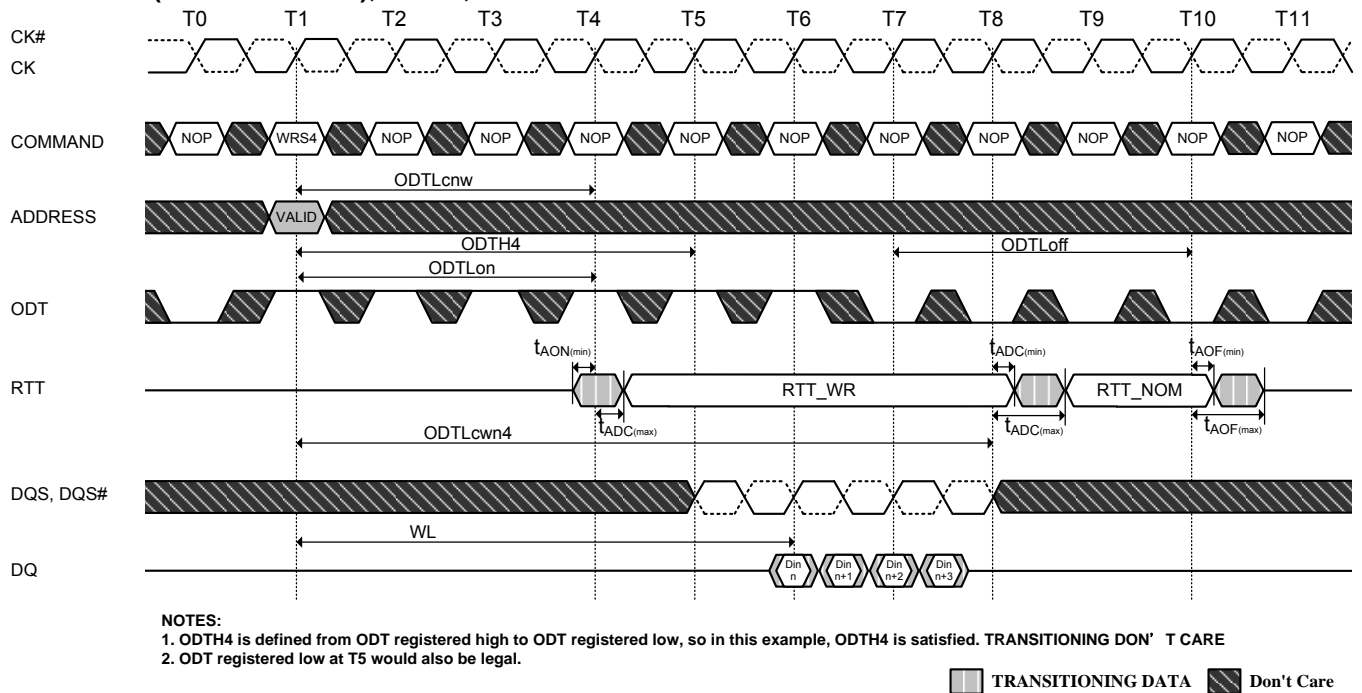 T0 T1 T2 T3 T4 T5 T6 T7 T8 T9 T10 T11
CK#
CK
COMMAND NOP WRS4 NOP NOP NOP NOP NOP NOP NOP NOP NOP NOP
ODTLcnw
ADDRESS VALID
ODTH4 ODTLoff
ODTLon
ODT
tAON(min) tADC(min) tAOF(min)
RTT RTT_WR RTT_NOM
tADC(max) tADC(max) tAOF(max)
ODTLcwn4
DQS, DQS#
WL
DQ Din n Din n+1 Din n+2 Din n+3
NOTES:
1. ODTH4 is defined from ODT registered high to ODT registered low, so in this example, ODTH4 is satisfied. TRANSITIONING DON’ T CARE
2. ODT registered low at T5 would also be legal.
TRANSITIONING DATA Don't Care